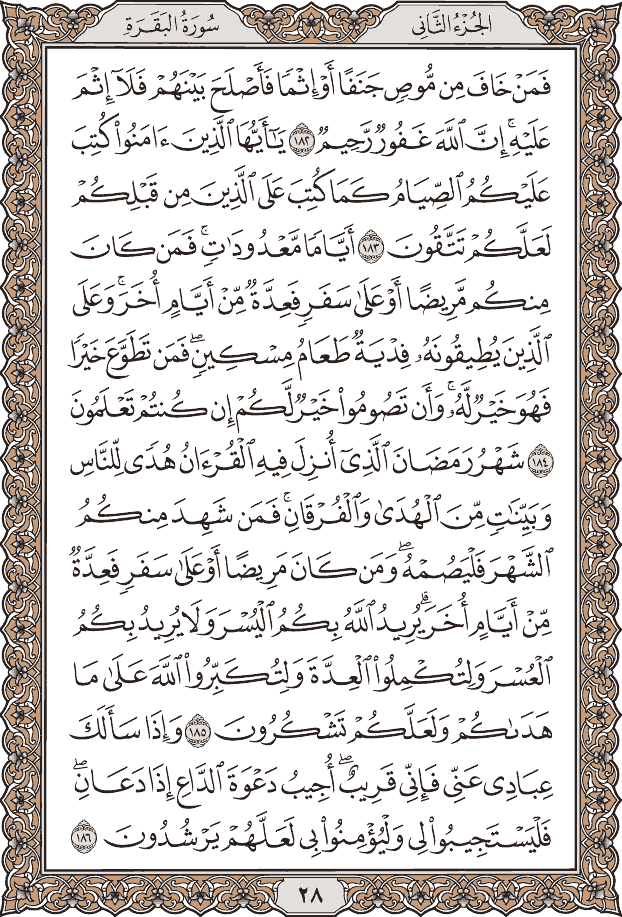 الجُزْءُ الثَّانِي
سُورَةُ البَقَرَةِ
فَمَنْ خَافَ مِن مُّوصٍ جَنَفًا أَوْ إِثْمًا فَأَصْلَحَ بَيْنَهُمْ فَلَآ إِثْمَ
عَلَيْهِ ۚ إِنَّ ٱللَّهَ غَفُورٌ رَّحِيمٌ ١٨٢ يَـٰٓأَيُّهَا ٱلَّذِينَ ءَامَنُوا۟ كُتِبَ
عَلَيْكُمُ ٱلصِّيَامُ كَمَا كُتِبَ عَلَى ٱلَّذِينَ مِن قَبْلِكُمْ
لَعَلَّكُمْ تَتَّقُونَ ١٨٣ أَيَّامًا مَّعْدُودَٰتٍ ۚ فَمَن كَانَ
مِنكُم مَّرِيضًا أَوْ عَلَىٰ سَفَرٍ فَعِدَّةٌ مِّنْ أَيَّامٍ أُخَرَ ۚ وَعَلَى
ٱلَّذِينَ يُطِيقُونَهُۥ فِدْيَةٌ طَعَامُ مِسْكِينٍ ۖ فَمَن تَطَوَّعَ خَيْرًا
فَهُوَ خَيْرٌ لَّهُۥ ۚ وَأَن تَصُومُوا۟ خَيْرٌ لَّكُمْ إِن كُنتُمْ تَعْلَمُونَ
١٨٤ شَهْرُ رَمَضَانَ ٱلَّذِىٓ أُنزِلَ فِيهِ ٱلْقُرْءَانُ هُدًى لِّلنَّاسِ
وَبَيِّنَـٰتٍ مِّنَ ٱلْهُدَىٰ وَٱلْفُرْقَانِ ۚ فَمَن شَهِدَ مِنكُمُ
ٱلشَّهْرَ فَلْيَصُمْهُ ۖ وَمَن كَانَ مَرِيضًا أَوْ عَلَىٰ سَفَرٍ فَعِدَّةٌ
مِّنْ أَيَّامٍ أُخَرَ ۗ يُرِيدُ ٱللَّهُ بِكُمُ ٱلْيُسْرَ وَلَا يُرِيدُ بِكُمُ
ٱلْعُسْرَ وَلِتُكْمِلُوا۟ ٱلْعِدَّةَ وَلِتُكَبِّرُوا۟ ٱللَّهَ عَلَىٰ مَا
هَدَىٰكُمْ وَلَعَلَّكُمْ تَشْكُرُونَ ١٨٥ وَإِذَا سَأَلَكَ
عِبَادِى عَنِّى فَإِنِّى قَرِيبٌ ۖ أُجِيبُ دَعْوَةَ ٱلدَّاعِ إِذَا دَعَانِ ۖ
فَلْيَسْتَجِيبُوا۟ لِى وَلْيُؤْمِنُوا۟ بِى لَعَلَّهُمْ يَرْشُدُونَ ١٨٦
٢٨